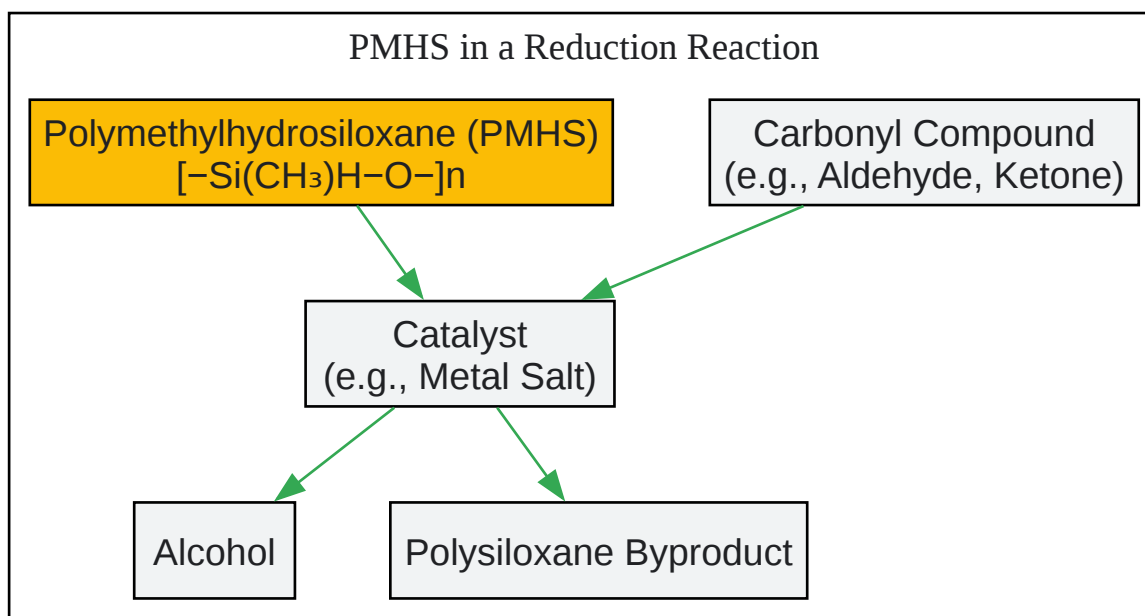 PMHS in a Reduction Reaction
Polymethylhydrosiloxane (PMHS)
[−Si(CH₃)H−O−]n
Carbonyl Compound
(e.g., Aldehyde, Ketone)
Catalyst
(e.g., Metal Salt)
Alcohol
Polysiloxane Byproduct